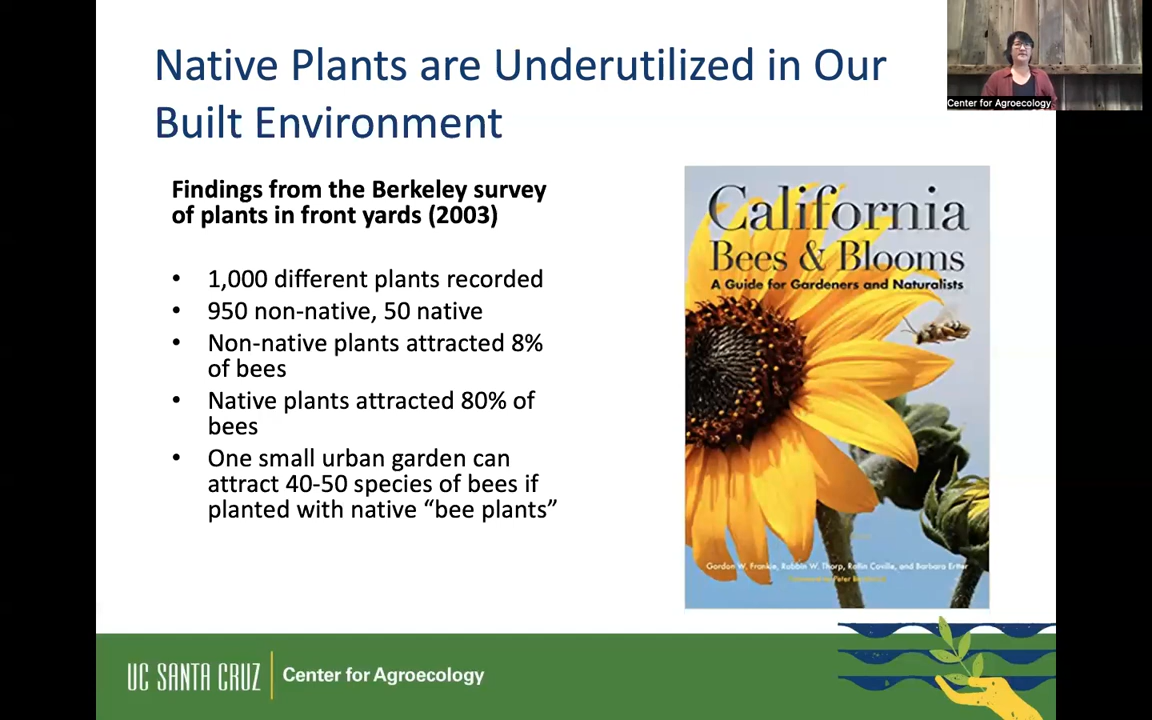 Native Plants are Underutilized in Our
Built Environment
Center for Agroecology
Findings from the Berkeley survey
of plants in front yards (2003)
• 1,000 different plants recorded
• 950 non-native, 50 native
• Non-native plants attracted 8%
of bees
• Native plants attracted 80% of
bees
• One small urban garden can
attract 40-50 species of bees if
planted with native “bee plants”
California
Bees & Blooms
A Guide for Gardeners and Naturalists
Gordon W. Frankie, Robbin W. Thorp, Rollin Coville, and Barbara Ertter
UC SANTA CRUZ
Center for Agroecology